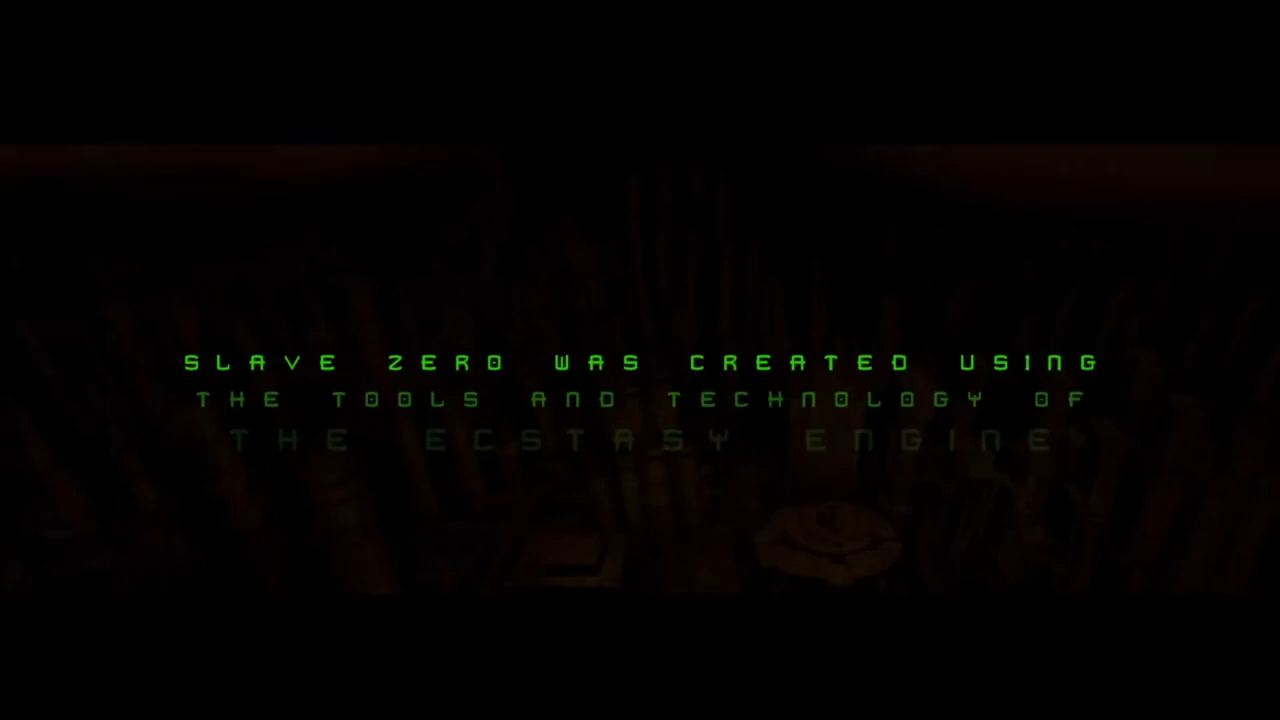 SLAVE ZERO WAS CREATED USING
THE TOOLS AND TECHNOLOGY OF
THE ECSTASY ENGINE